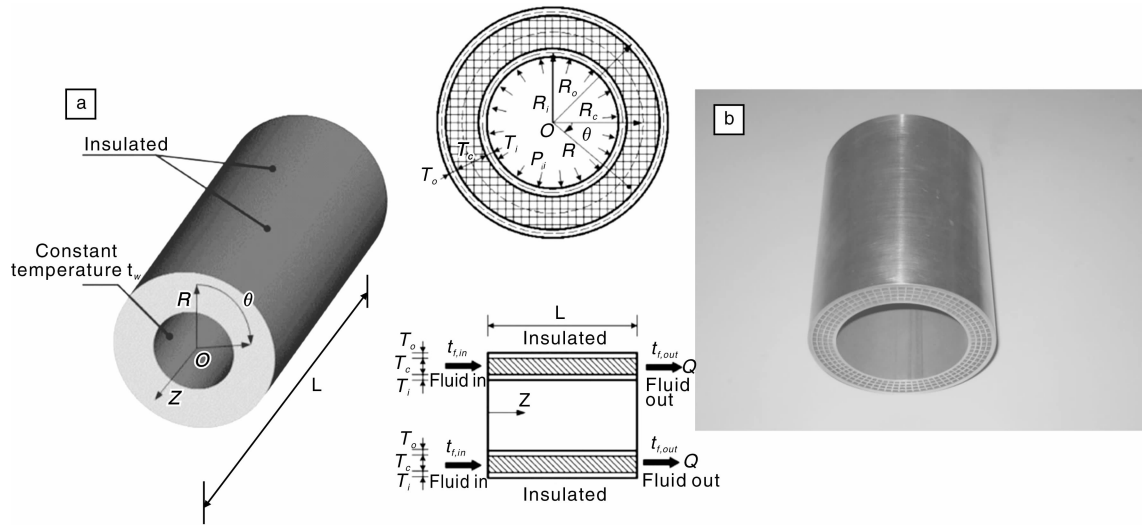 a
Insulated
Constant
temperature t_w
R
θ
O
Z
L
R_o
R_i
R_c
O
θ
R
T_c
T_i
P_i
T_o
L
Insulated
T_o
T_c
T_i
t_f,in
Fluid in
t_f,out
Q
Fluid
out
Z
T_o
T_c
T_i
t_f,in
Fluid in
t_f,out
Q
Fluid out
Insulated
b